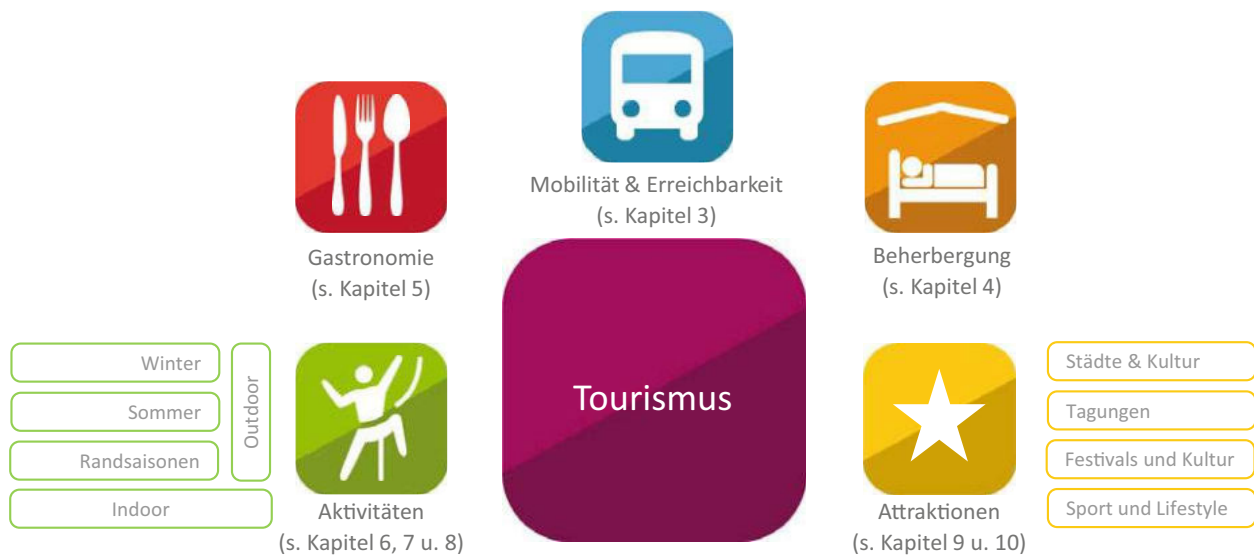 Mobilität & Erreichbarkeit
(s. Kapitel 3)
Gastronomie
(s. Kapitel 5)
Beherbergung
(s. Kapitel 4)
Tourismus
Winter
Sommer
Randsaisonen
Outdoor
Indoor
Aktivitäten
(s. Kapitel 6, 7 u. 8)
Attraktionen
(s. Kapitel 9 u. 10)
Städte & Kultur
Tagungen
Festivals und Kultur
Sport und Lifestyle